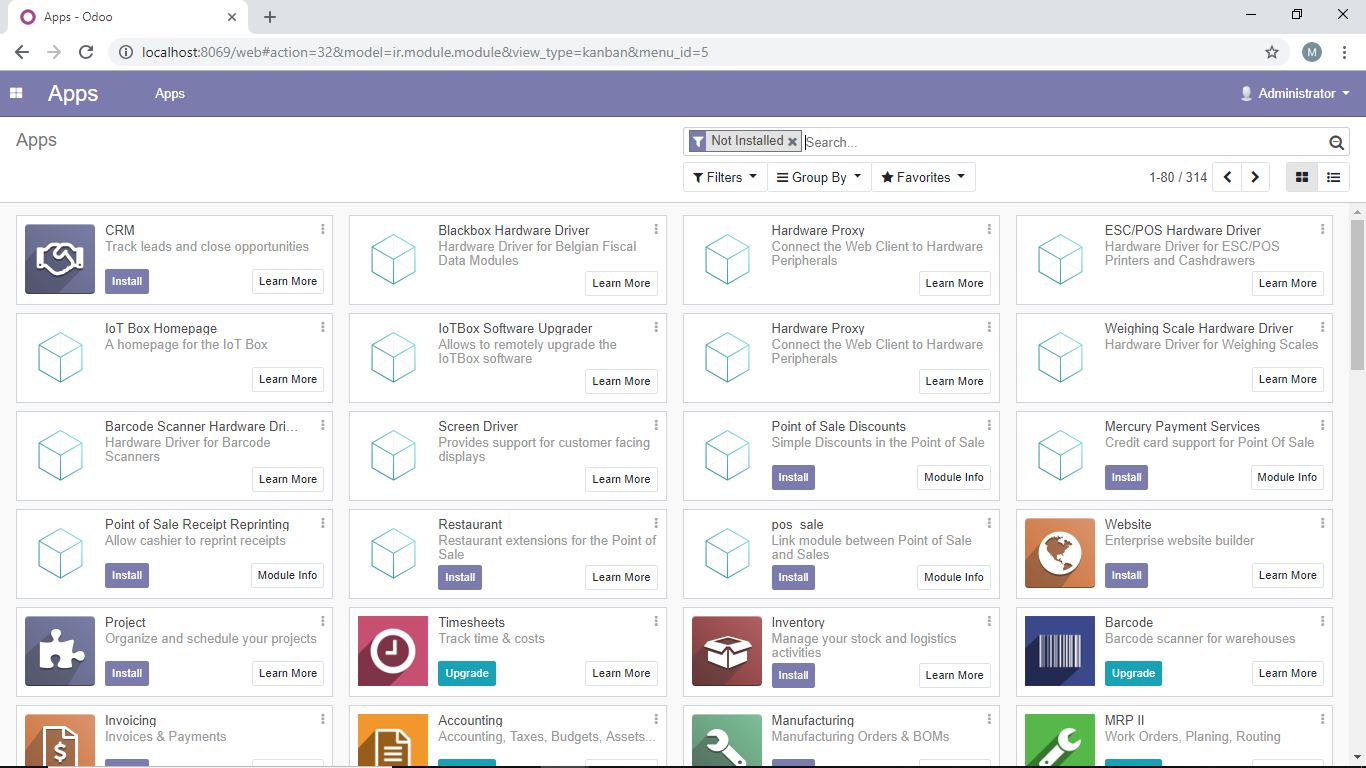 Apps - Odoo
localhost:8069/web#action=32&model=ir.module.module&view_type=kanban&menu_id=5
M
Apps
Apps
Administrator
Apps
Not Installed
Search...
Filters
Group By
Favorites
1-80 / 314
CRM
Track leads and close opportunities
Install
Learn More
Blackbox Hardware Driver
Hardware Driver for Belgian Fiscal
Data Modules
Learn More
Hardware Proxy
Connect the Web Client to Hardware
Peripherals
Learn More
ESC/POS Hardware Driver
Hardware Driver for ESC/POS
Printers and Cashdrawers
Learn More
IoT Box Homepage
A homepage for the IoT Box
Learn More
IoTBox Software Upgrader
Allows to remotely upgrade the
IoTBox software
Learn More
Hardware Proxy
Connect the Web Client to Hardware
Peripherals
Learn More
Weighing Scale Hardware Driver
Hardware Driver for Weighing Scales
Learn More
Barcode Scanner Hardware Dri...
Hardware Driver for Barcode
Scanners
Learn More
Screen Driver
Provides support for customer facing
displays
Learn More
Point of Sale Discounts
Simple Discounts in the Point of Sale
Install
Module Info
Mercury Payment Services
Credit card support for Point Of Sale
Install
Module Info
Point of Sale Receipt Reprinting
Allow cashier to reprint receipts
Install
Module Info
Restaurant
Restaurant extensions for the Point of
Sale
Install
Learn More
pos_sale
Link module between Point of Sale
and Sales
Install
Module Info
Website
Enterprise website builder
Install
Learn More
Project
Organize and schedule your projects
Install
Learn More
Timesheets
Track time & costs
Upgrade
Learn More
Inventory
Manage your stock and logistics
activities
Install
Learn More
Barcode
Barcode scanner for warehouses
Upgrade
Learn More
Invoicing
Invoices & Payments
Accounting
Accounting, Taxes, Budgets, Assets...
Manufacturing
Manufacturing Orders & BOMs
MRP II
Work Orders, Planing, Routing